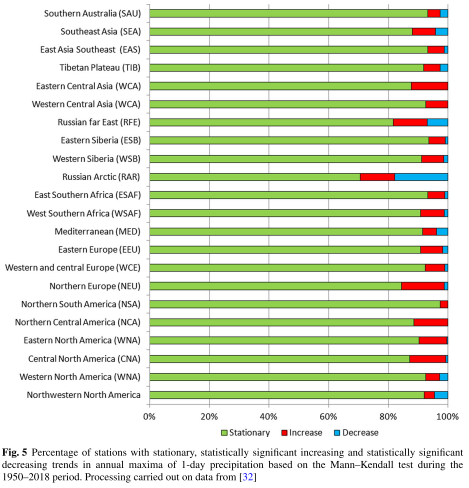 Southern Australia (SAU)
Southeast Asia (SEA)
East Asia Southeast (EAS)
Tibetan Plateau (TIB)
Eastern Central Asia (WCA)
Western Central Asia (WCA)
Russian far East (RFE)
Eastern Siberia (ESB)
Western Siberia (WSB)
Russian Arctic (RAR)
East Southern Africa (ESAF)
West Southern Africa (WSAF)
Mediterranean (MED)
Eastern Europe (EEU)
Western and central Europe (WCE)
Northern Europe (NEU)
Northern South America (NSA)
Northern Central America (NCA)
Eastern North America (WNA)
Central North America (CNA)
Western North America (WNA)
Northwestern North America
0% 20% 40% 60% 80% 100%
Stationary Increase Decrease
Fig. 5 Percentage of stations with stationary, statistically significant increasing and statistically significant
decreasing trends in annual maxima of 1-day precipitation based on the Mann–Kendall test during the
1950–2018 period. Processing carried out on data from [32]